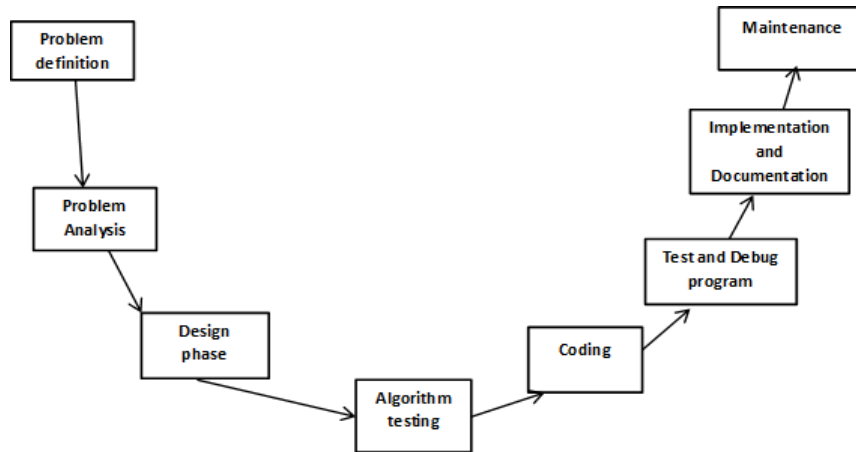 Problem
definition
Problem
Analysis
Design
phase
Algorithm
testing
Coding
Test and Debug
program
Implementation
and
Documentation
Maintenance